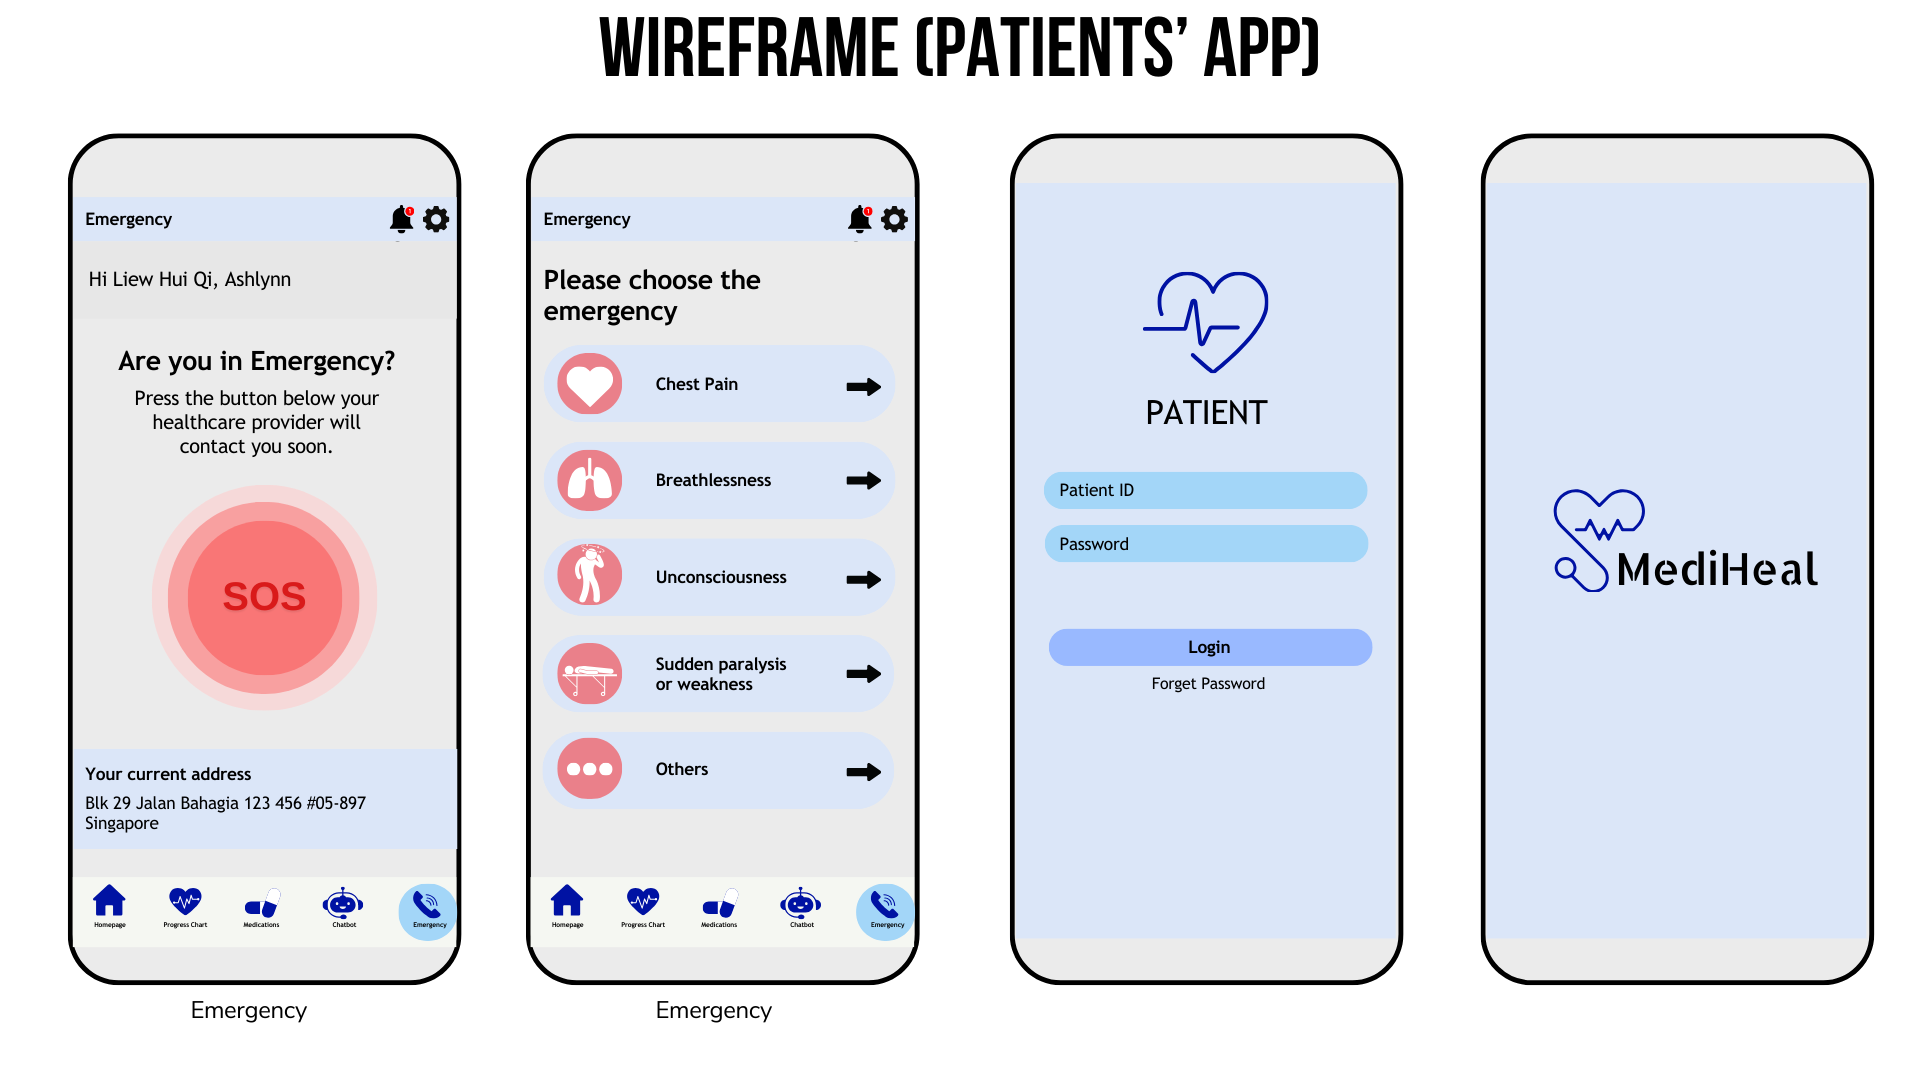 WIREFRAME (PATIENTS’ APP)
Emergency
1
Hi Liew Hui Qi, Ashlynn
Are you in Emergency?
Press the button below your
healthcare provider will
contact you soon.
SOS
Your current address
Blk 29 Jalan Bahagia 123 456 #05-897
Singapore
Homepage
Progress Chart
Medications
Chatbot
Emergency
Emergency
Emergency
1
Please choose the
emergency
Chest Pain
Breathlessness
Unconsciousness
Sudden paralysis
or weakness
Others
Homepage
Progress Chart
Medications
Chatbot
Emergency
Emergency
PATIENT
Patient ID
Password
Login
Forget Password
MediHeal